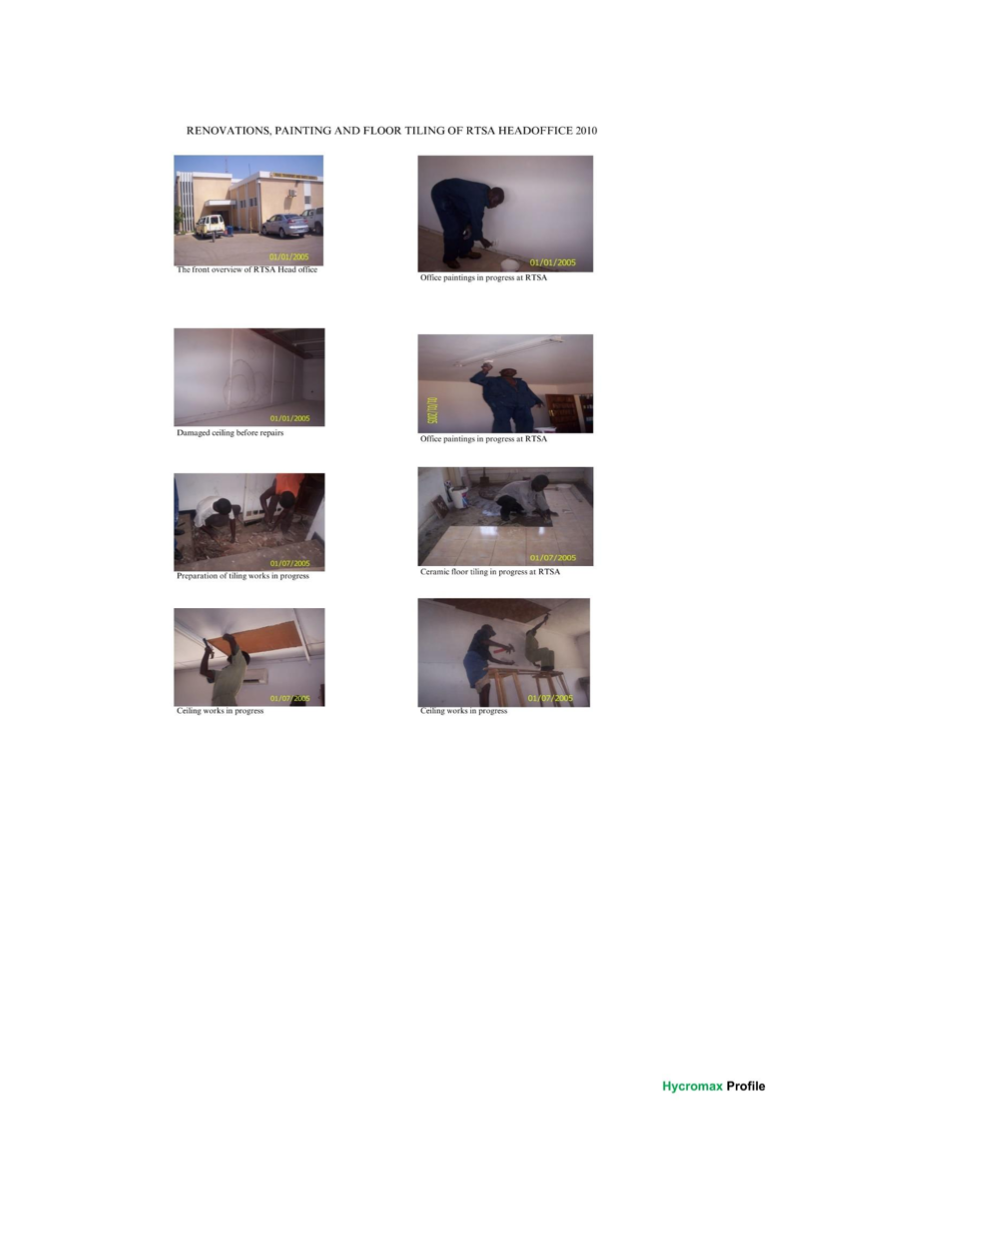 RENOVATIONS, PAINTING AND FLOOR TILING OF RTSA HEADOFFICE 2010
01/01/2005
The front overview of RTSA Head office
01/01/2005
Office paintings in progress at RTSA
01/01/2005
Damaged ceiling before repairs
01/01/2005
Office paintings in progress at RTSA
01/07/2005
Preparation of tiling works in progress
01/07/2005
Ceramic floor tiling in progress at RTSA
01/07/2005
Ceiling works in progress
01/07/2005
Ceiling works in progress
Hycromax Profile